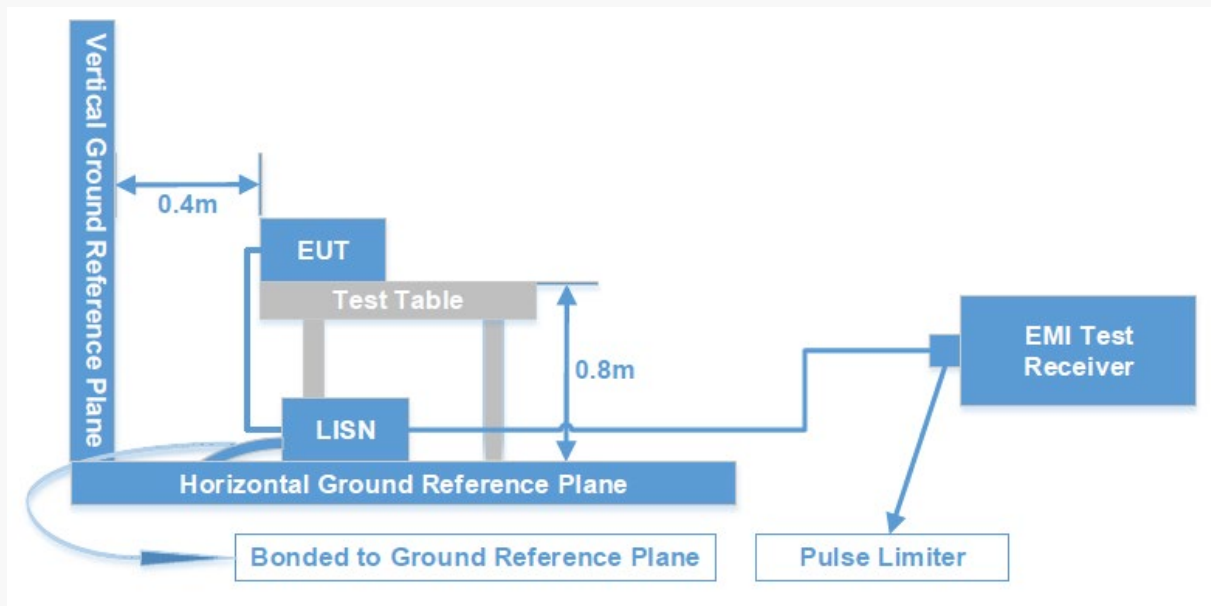 Vertical Ground Reference Plane
0.4m
EUT
Test Table
0.8m
EMI Test
Receiver
LISN
Horizontal Ground Reference Plane
Bonded to Ground Reference Plane
Pulse Limiter